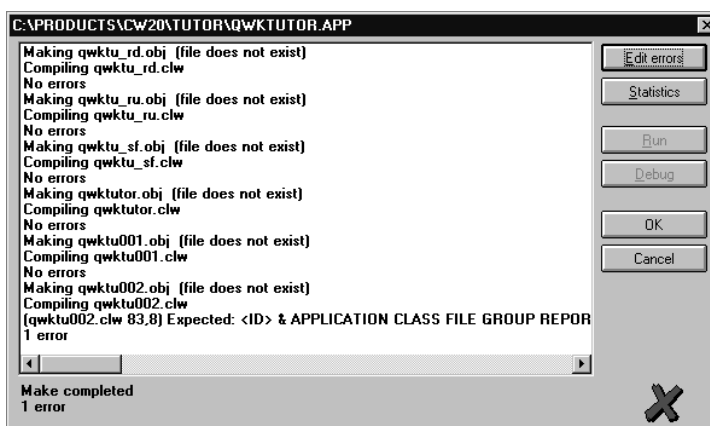 C:\PRODUCTS\CW20\TUTOR\QWKTUTOR.APP
Making qwktu_rd.obj (file does not exist)
Compiling qwktu_rd.clw
No errors
Making qwktu_ru.obj (file does not exist)
Compiling qwktu_ru.clw
No errors
Making qwktu_sf.obj (file does not exist)
Compiling qwktu_sf.clw
No errors
Making qwktutor.obj (file does not exist)
Compiling qwktutor.clw
No errors
Making qwktu001.obj (file does not exist)
Compiling qwktu001.clw
No errors
Making qwktu002.obj (file does not exist)
Compiling qwktu002.clw
(qwktu002.clw 83,8) Expected: <ID> & APPLICATION CLASS FILE GROUP REPOR
1 error
Make completed
1 error
Edit errors
Statistics
Run
Debug
OK
Cancel